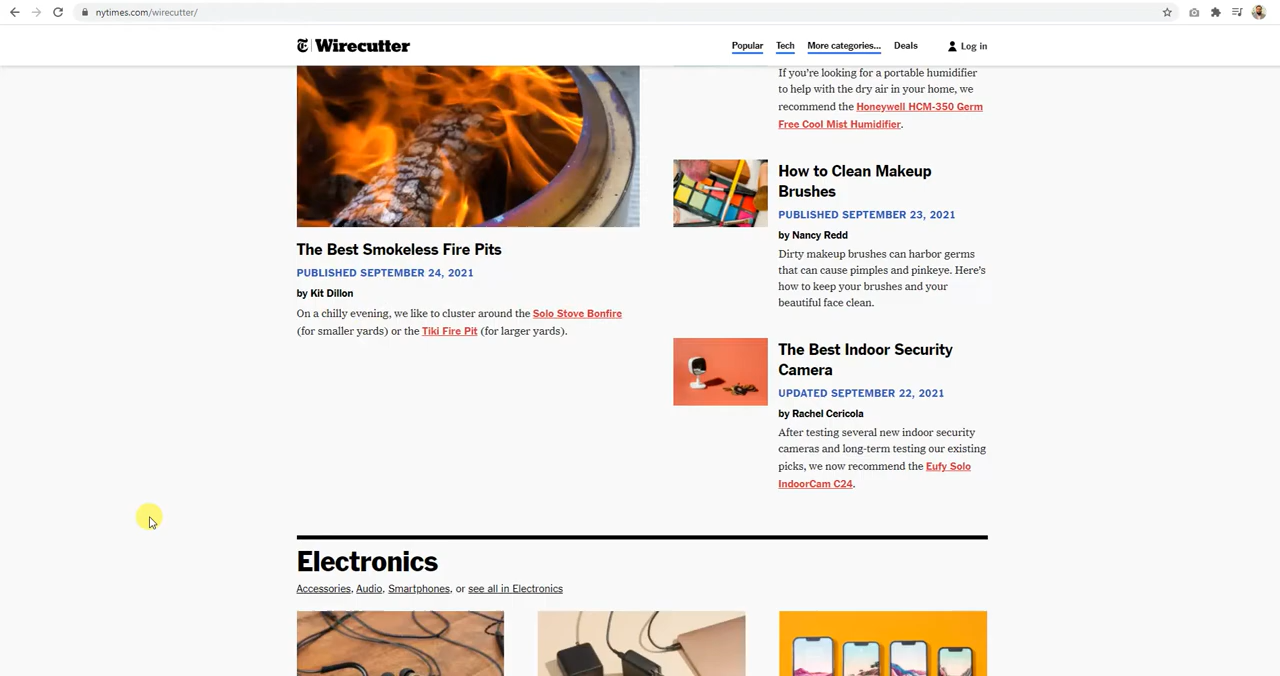 nytimes.com/wirecutter/
Wirecutter
Popular Tech More categories... Deals Log in
If you're looking for a portable humidifier
to help with the dry air in your home, we
recommend the Honeywell HCM-350 Germ
Free Cool Mist Humidifier.
How to Clean Makeup
Brushes
PUBLISHED SEPTEMBER 23, 2021
by Nancy Redd
Dirty makeup brushes can harbor germs
that can cause pimples and pinkeye. Here's
how to keep your brushes and your
beautiful face clean.
The Best Smokeless Fire Pits
PUBLISHED SEPTEMBER 24, 2021
by Kit Dillon
On a chilly evening, we like to cluster around the Solo Stove Bonfire
(for smaller yards) or the Tiki Fire Pit (for larger yards).
The Best Indoor Security
Camera
UPDATED SEPTEMBER 22, 2021
by Rachel Cericola
After testing several new indoor security
cameras and long-term testing our existing
picks, we now recommend the Eufy Solo
IndoorCam C24.
Electronics
Accessories, Audio, Smartphones, or see all in Electronics